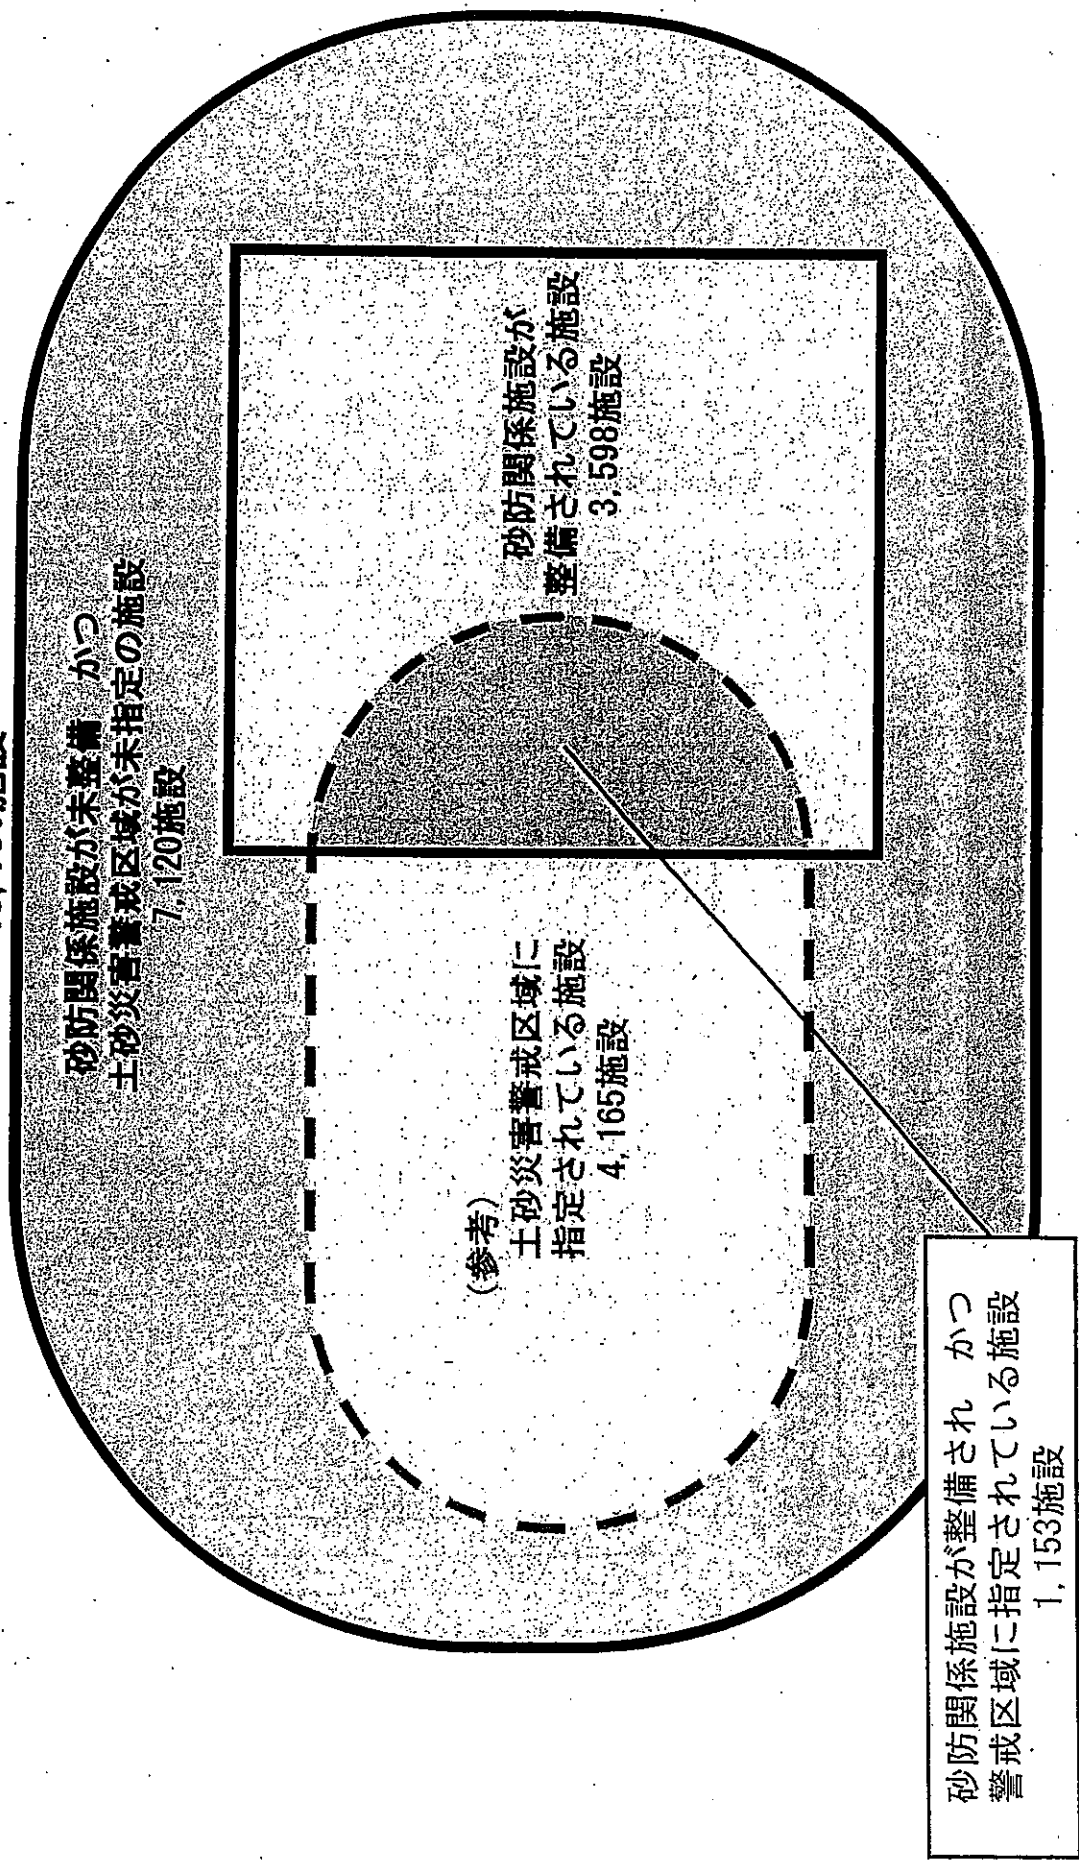 砂防関係施設が未整備　かつ
土砂災害警戒区域が未指定の施設
7,120施設
砂防関係施設が
整備されている施設
3,598施設
(参考)
土砂災害警戒区域に
指定されている施設
4,165施設
砂防関係施設が整備され　かつ
警戒区域に指定されている施設
1,153施設